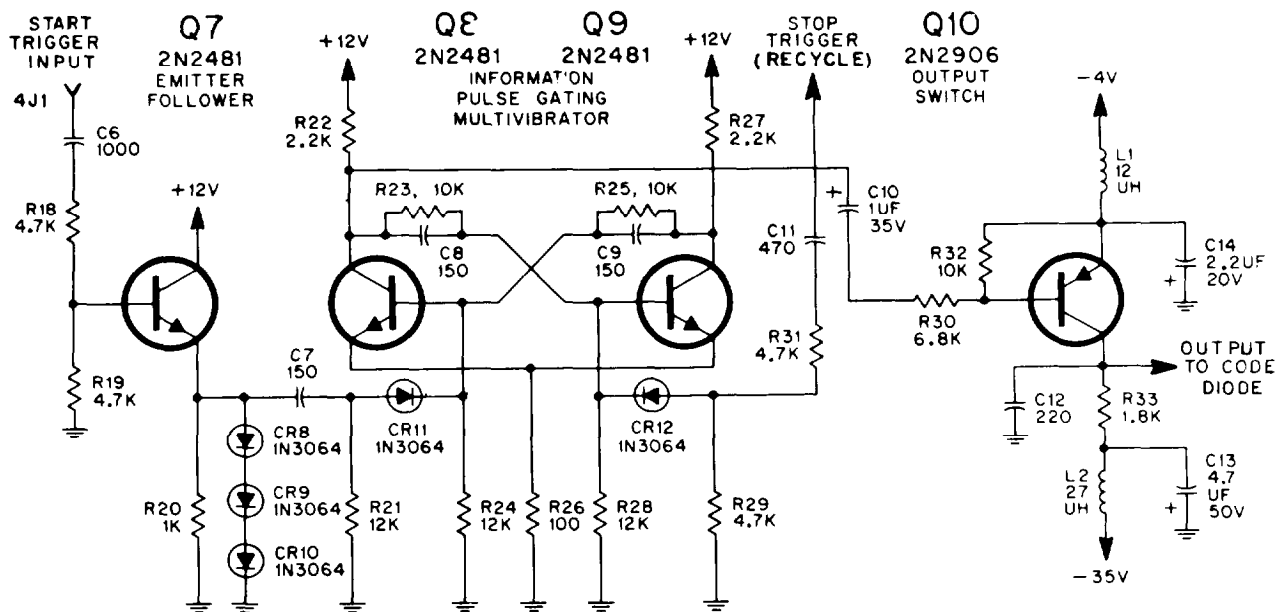 START
TRIGGER
INPUT
4J1
Q7
2N2481
EMITTER
FOLLOWER
+12V
Q8
2N2481
Q9
2N2481
INFORMATION
PULSE GATING
MULTIVIBRATOR
+12V
STOP
TRIGGER
(RECYCLE)
Q10
2N2906
OUTPUT
SWITCH
-4V
C6
1000
R18
4.7K
+12V
R19
4.7K
R22
2.2K
R27
2.2K
R23, 10K
C8
150
R25, 10K
C9
150
C11
470
+
C10
1UF
35V
L1
12
UH
R32
10K
C14
2.2UF
20V
+
R30
6.8K
R31
4.7K
C7
150
CR11
1N3064
CR12
1N3064
OUTPUT
TO CODE
DIODE
C12
220
R33
1.8K
CR8
1N3064
CR9
1N3064
CR10
1N3064
R20
1K
R21
12K
R24
12K
R26
100
R28
12K
R29
4.7K
L2
27
UH
C13
4.7
UF
50V
+
-35V